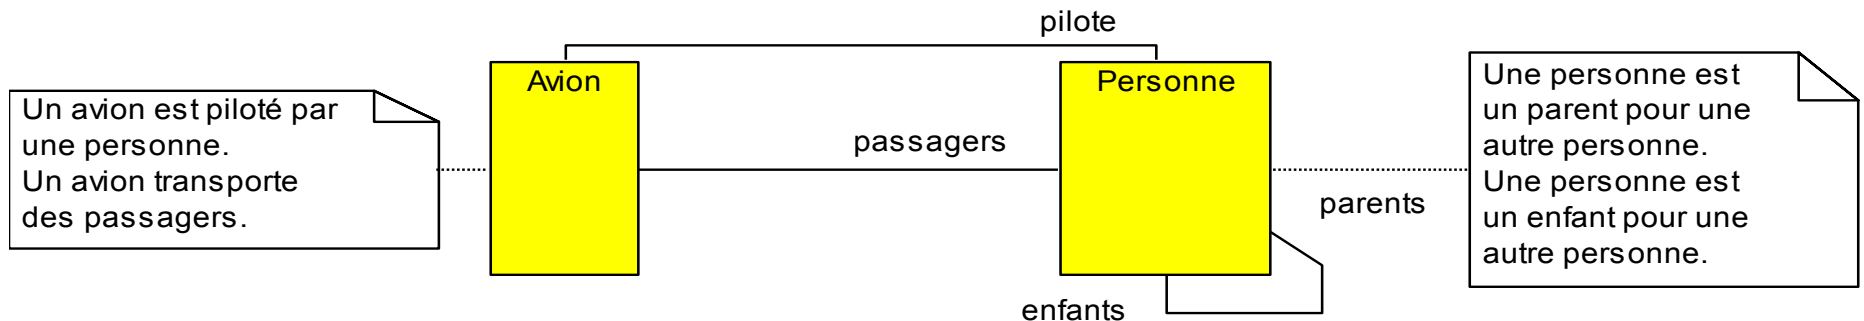 pilote
Un avion est piloté par
une personne.
Un avion transporte
des passagers.
Avion
passagers
Personne
parents
enfants
Une personne est
un parent pour une
autre personne.
Une personne est
un enfant pour une
autre personne.